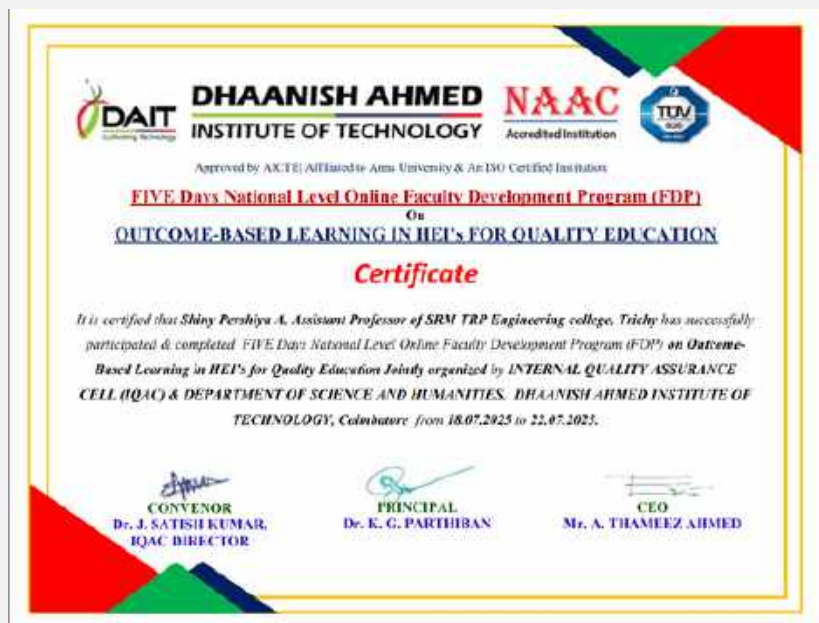 DAIT
DHAANISH AHMED
INSTITUTE OF TECHNOLOGY
NAAC
Accredited Institution
TUV
SUD
Approved by AICTE| Affiliated to Anna University & An ISO Certified Institution
FIVE Days National Level Online Faculty Development Program (FDP)
On
OUTCOME-BASED LEARNING IN HEI's FOR QUALITY EDUCATION
Certificate
It is certified that Shiny Pershiya A, Assistant Professor of SRM TRP Engineering college, Trichy has successfully
participated & completed FIVE Days National Level Online Faculty Development Program (FDP) on Outcome-
Based Learning in HEI's for Quality Education Jointly organized by INTERNAL QUALITY ASSURANCE
CELL (IQAC) & DEPARTMENT OF SCIENCE AND HUMANITIES, DHAANISH AHMED INSTITUTE OF
TECHNOLOGY, Coimbatore from 18.07.2025 to 22.07.2025.
CONVENOR
Dr. J. SATISH KUMAR,
IQAC DIRECTOR
PRINCIPAL
Dr. K. G. PARTHIBAN
CEO
Mr. A. THAMEEZ AHMED